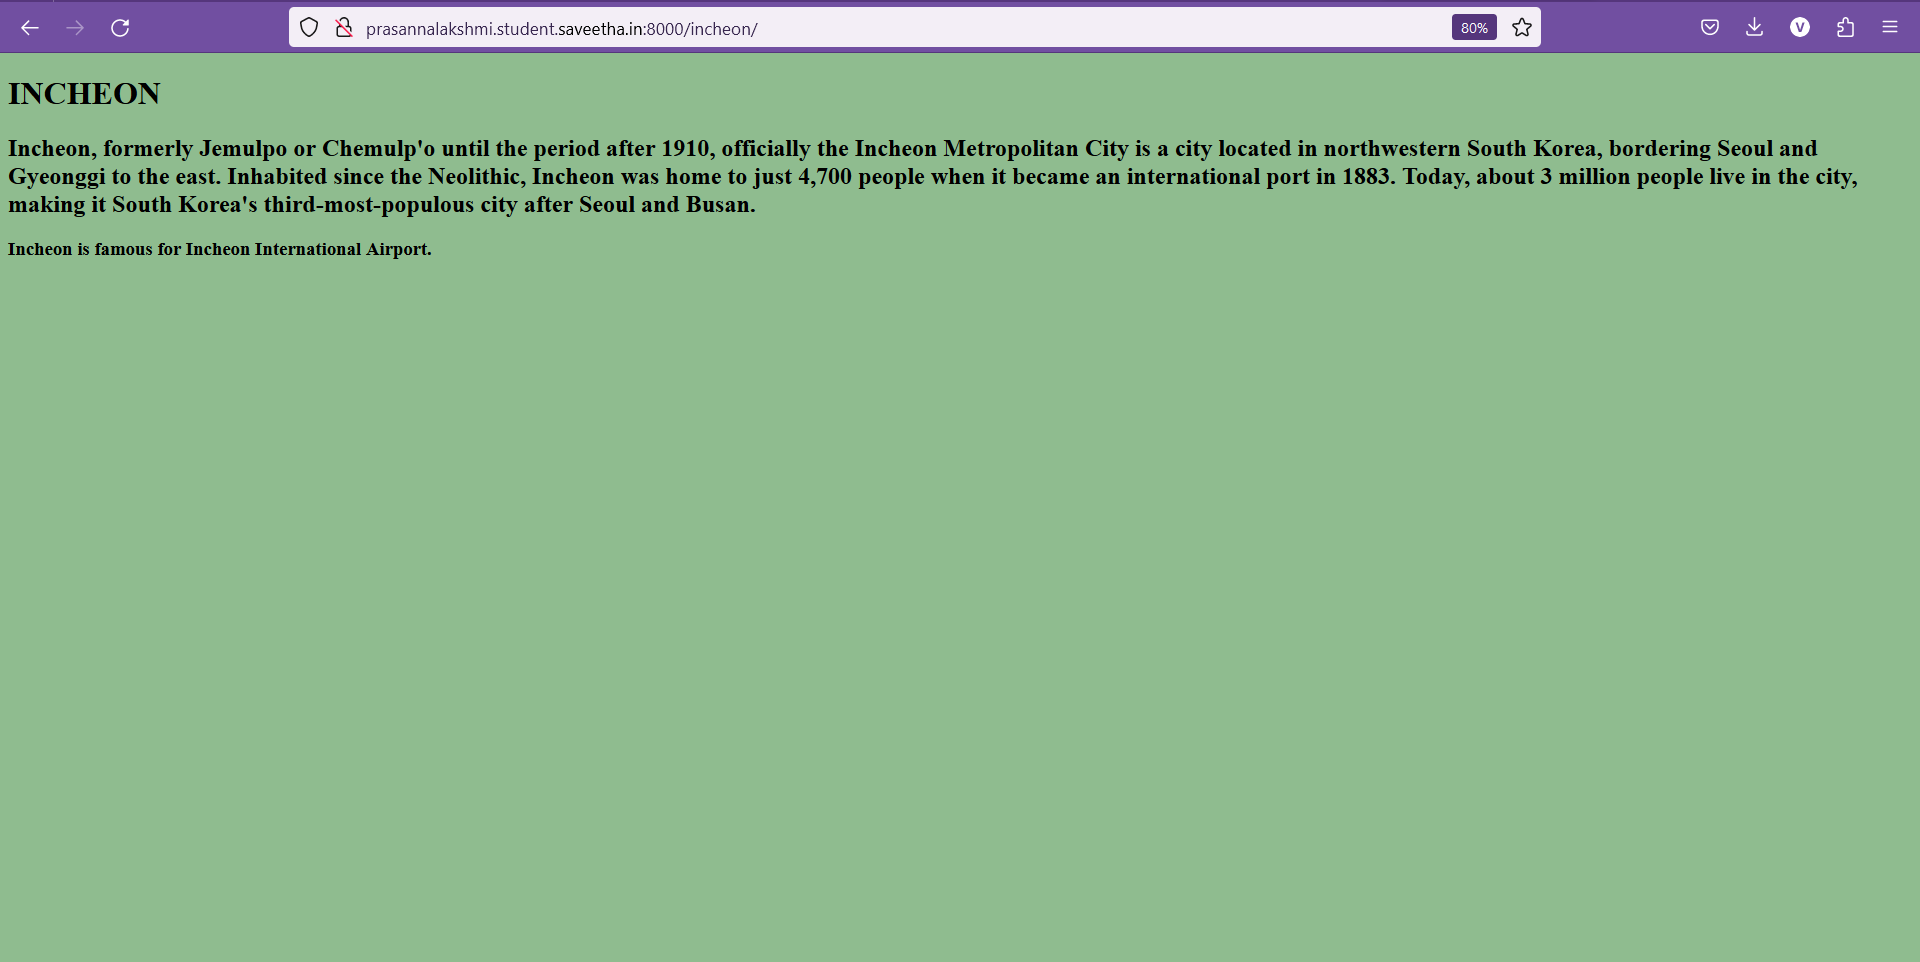 prasannalakshmi.student.saveetha.in:8000/incheon/
80%
V
INCHEON
Incheon, formerly Jemulpo or Chemulp'o until the period after 1910, officially the Incheon Metropolitan City is a city located in northwestern South Korea, bordering Seoul and
Gyeonggi to the east. Inhabited since the Neolithic, Incheon was home to just 4,700 people when it became an international port in 1883. Today, about 3 million people live in the city,
making it South Korea's third-most-populous city after Seoul and Busan.
Incheon is famous for Incheon International Airport.